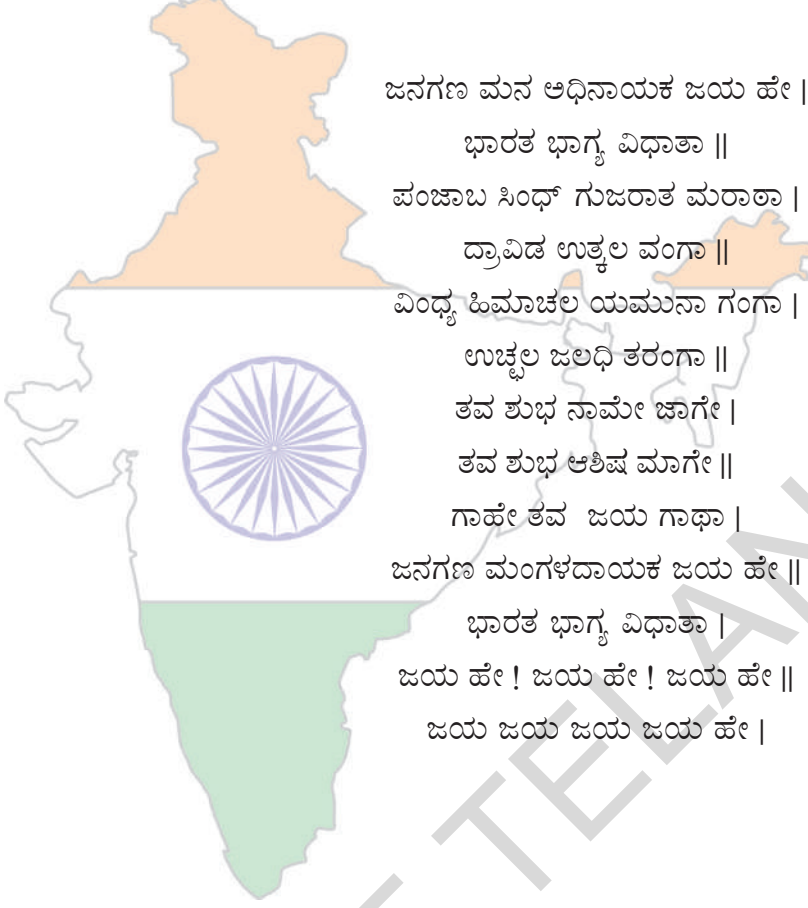 ಜನಗಣ ಮನ ಅಧಿನಾಯಕ ಜಯ ಹೇ |
ಭಾರತ ಭಾಗ್ಯ ವಿಧಾತಾ ||
ಪಂಜಾಬ ಸಿಂಧ್ ಗುಜರಾತ ಮರಾಠಾ |
ದ್ರಾವಿಡ ಉತ್ಕಲ ವಂಗಾ ||
ವಿಂಧ್ಯ ಹಿಮಾಚಲ ಯಮುನಾ ಗಂಗಾ |
ಉಚ್ಛಲ ಜಲಧಿ ತರಂಗಾ ||
ತವ ಶುಭ ನಾಮೇ ಜಾಗೇ |
ತವ ಶುಭ ಆಶಿಷ ಮಾಗೇ ||
ಗಾಹೇ ತವ ಜಯ ಗಾಥಾ |
ಜನಗಣ ಮಂಗಳದಾಯಕ ಜಯ ಹೇ ||
ಭಾರತ ಭಾಗ್ಯ ವಿಧಾತಾ |
ಜಯ ಹೇ ! ಜಯ ಹೇ ! ಜಯ ಹೇ ||
ಜಯ ಜಯ ಜಯ ಜಯ ಹೇ |